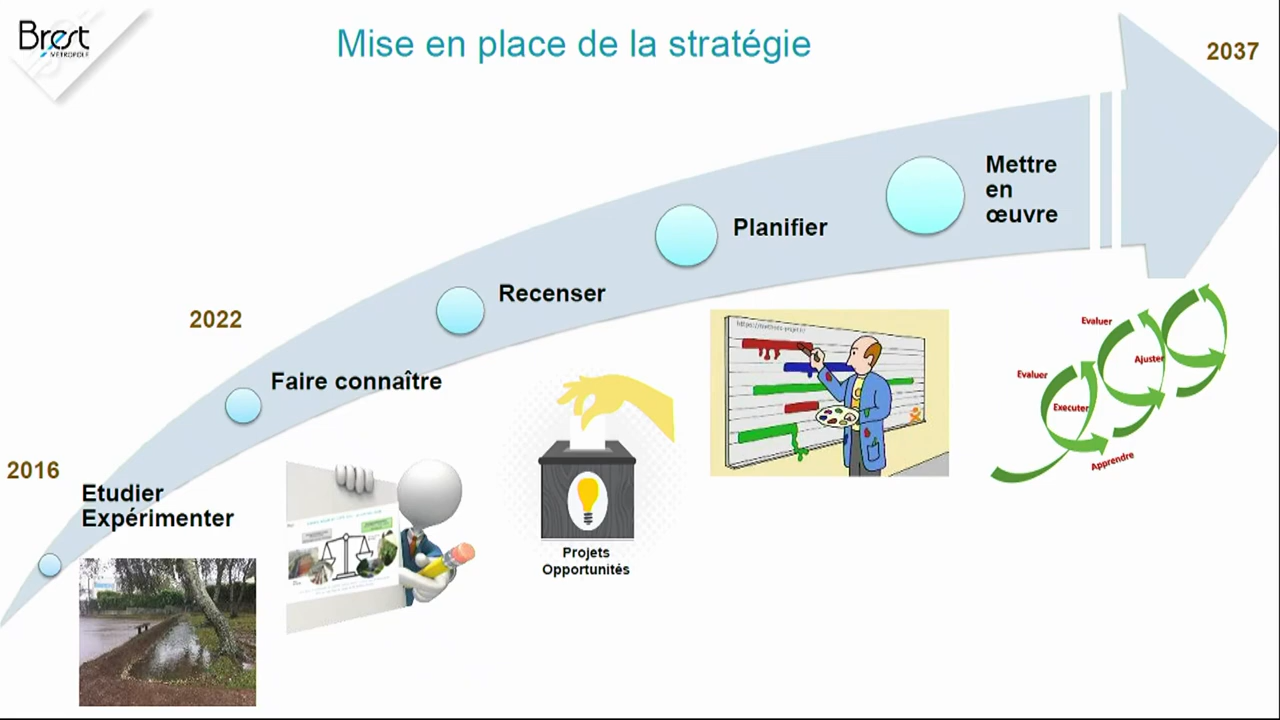 Brest
MÉTROPOLE
Mise en place de la stratégie
2037
Mettre
en
œuvre
Planifier
Recenser
2022
Faire connaître
2016
Etudier
Expérimenter
Projets
Opportunités
Evaluer
Ajuster
Evaluer
Executer
Apprendre